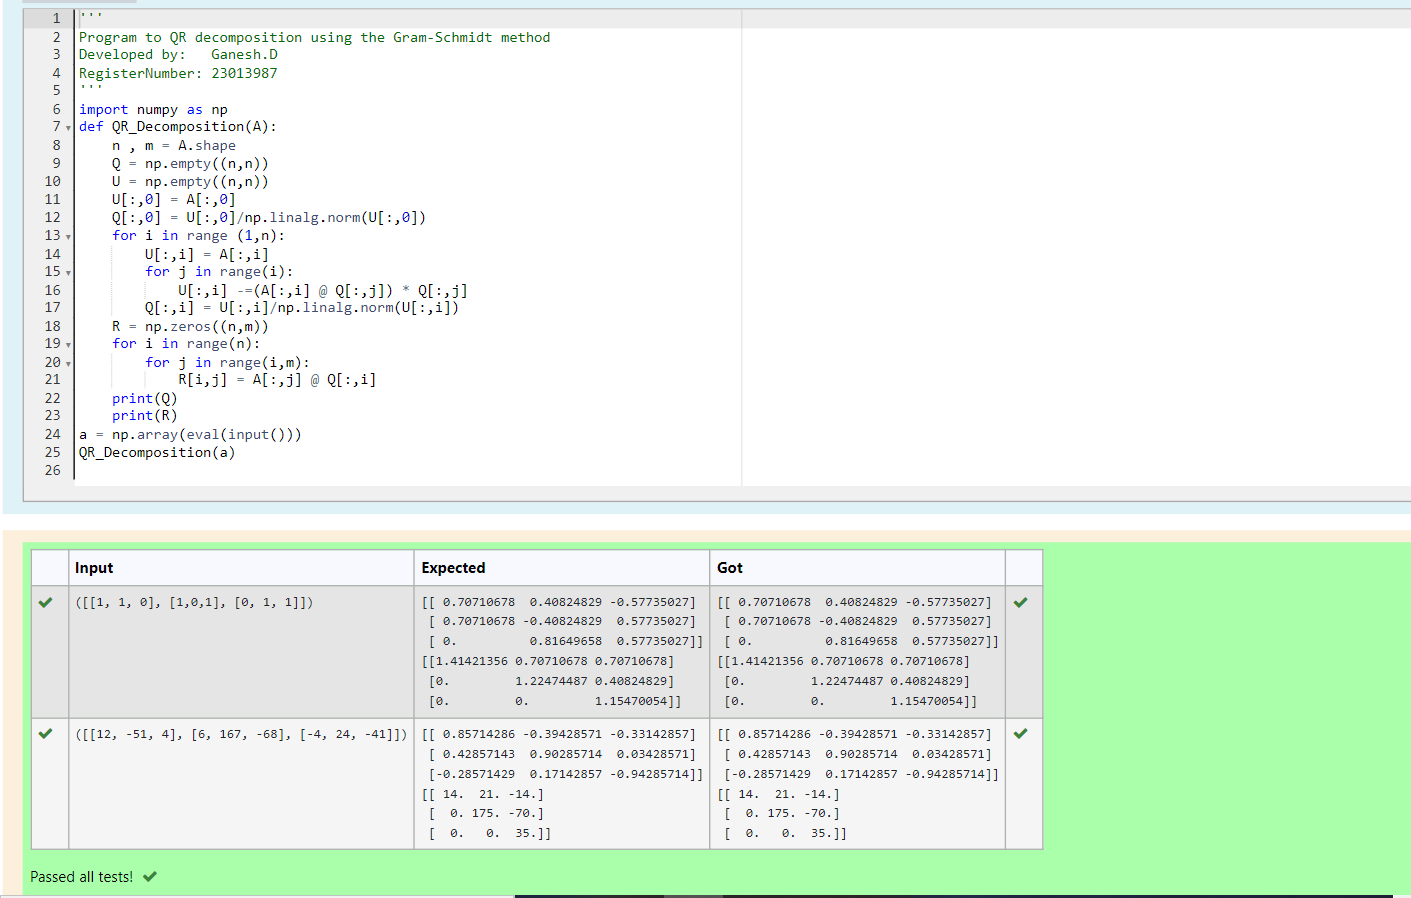 1 '''
2 Program to QR decomposition using the Gram-Schmidt method
3 Developed by:   Ganesh.D
4 RegisterNumber: 23013987
5 '''
6 import numpy as np
7 def QR_Decomposition(A):
8     n , m = A.shape
9     Q = np.empty((n,n))
10     U = np.empty((n,n))
11     U[:,0] = A[:,0]
12     Q[:,0] = U[:,0]/np.linalg.norm(U[:,0])
13     for i in range (1,n):
14         U[:,i] = A[:,i]
15         for j in range(i):
16             U[:,i] -=(A[:,i] @ Q[:,j]) * Q[:,j]
17         Q[:,i] = U[:,i]/np.linalg.norm(U[:,i])
18     R = np.zeros((n,m))
19     for i in range(n):
20         for j in range(i,m):
21             R[i,j] = A[:,j] @ Q[:,i]
22     print(Q)
23     print(R)
24 a = np.array(eval(input()))
25 QR_Decomposition(a)
26
Input Expected Got
([[1, 1, 0], [1,0,1], [0, 1, 1]]) [[ 0.70710678  0.40824829 -0.57735027] [[ 0.70710678  0.40824829 -0.57735027]
[ 0.70710678 -0.40824829  0.57735027] [ 0.70710678 -0.40824829  0.57735027]
[ 0.          0.81649658  0.57735027]] [ 0.          0.81649658  0.57735027]]
[[1.41421356 0.70710678 0.70710678] [[1.41421356 0.70710678 0.70710678]
[0.         1.22474487 0.40824829] [0.         1.22474487 0.40824829]
[0.         0.         1.15470054]] [0.         0.         1.15470054]]
([[12, -51, 4], [6, 167, -68], [-4, 24, -41]]) [[ 0.85714286 -0.39428571 -0.33142857] [[ 0.85714286 -0.39428571 -0.33142857]
[ 0.42857143  0.90285714  0.03428571] [ 0.42857143  0.90285714  0.03428571]
[-0.28571429  0.17142857 -0.94285714]] [-0.28571429  0.17142857 -0.94285714]]
[[ 14.  21. -14.] [[ 14.  21. -14.]
[  0. 175. -70.] [  0. 175. -70.]
[  0.   0.  35.]] [  0.   0.  35.]]
Passed all tests!